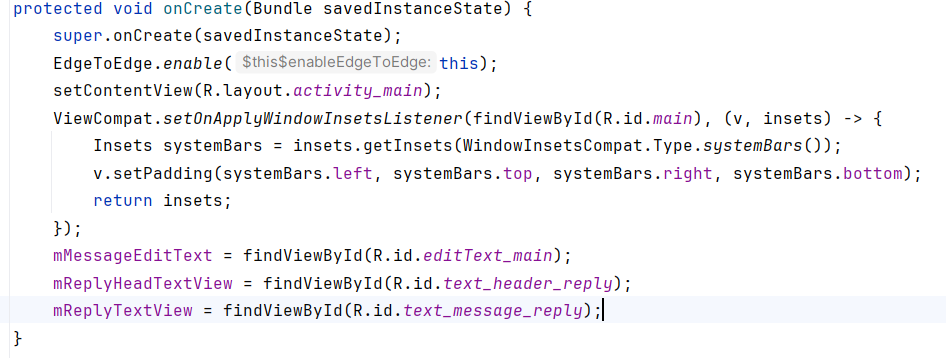 protected void onCreate(Bundle savedInstanceState) {
    super.onCreate(savedInstanceState);
    EdgeToEdge.enable( $this$enableEdgeToEdge: this);
    setContentView(R.layout.activity_main);
    ViewCompat.setOnApplyWindowInsetsListener(findViewById(R.id.main), (v, insets) -> {
        Insets systemBars = insets.getInsets(WindowInsetsCompat.Type.systemBars());
        v.setPadding(systemBars.left, systemBars.top, systemBars.right, systemBars.bottom);
        return insets;
    });
    mMessageEditText = findViewById(R.id.editText_main);
    mReplyHeadTextView = findViewById(R.id.text_header_reply);
    mReplyTextView = findViewById(R.id.text_message_reply);
}